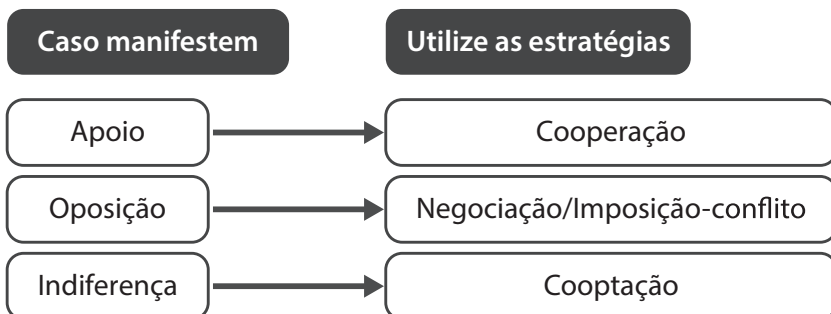 Caso manifestem
Utilize as estratégias
Apoio
Cooperação
Oposição
Negociação/Imposição-conflito
Indiferença
Cooptação